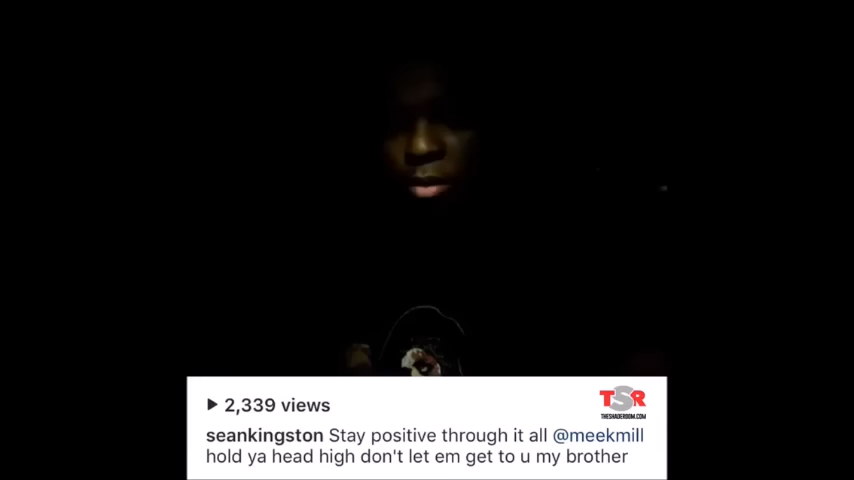 ▶ 2,339 views
TSR
THESHADEROOM.COM
seankingston Stay positive through it all @meekmill
hold ya head high don't let em get to u my brother